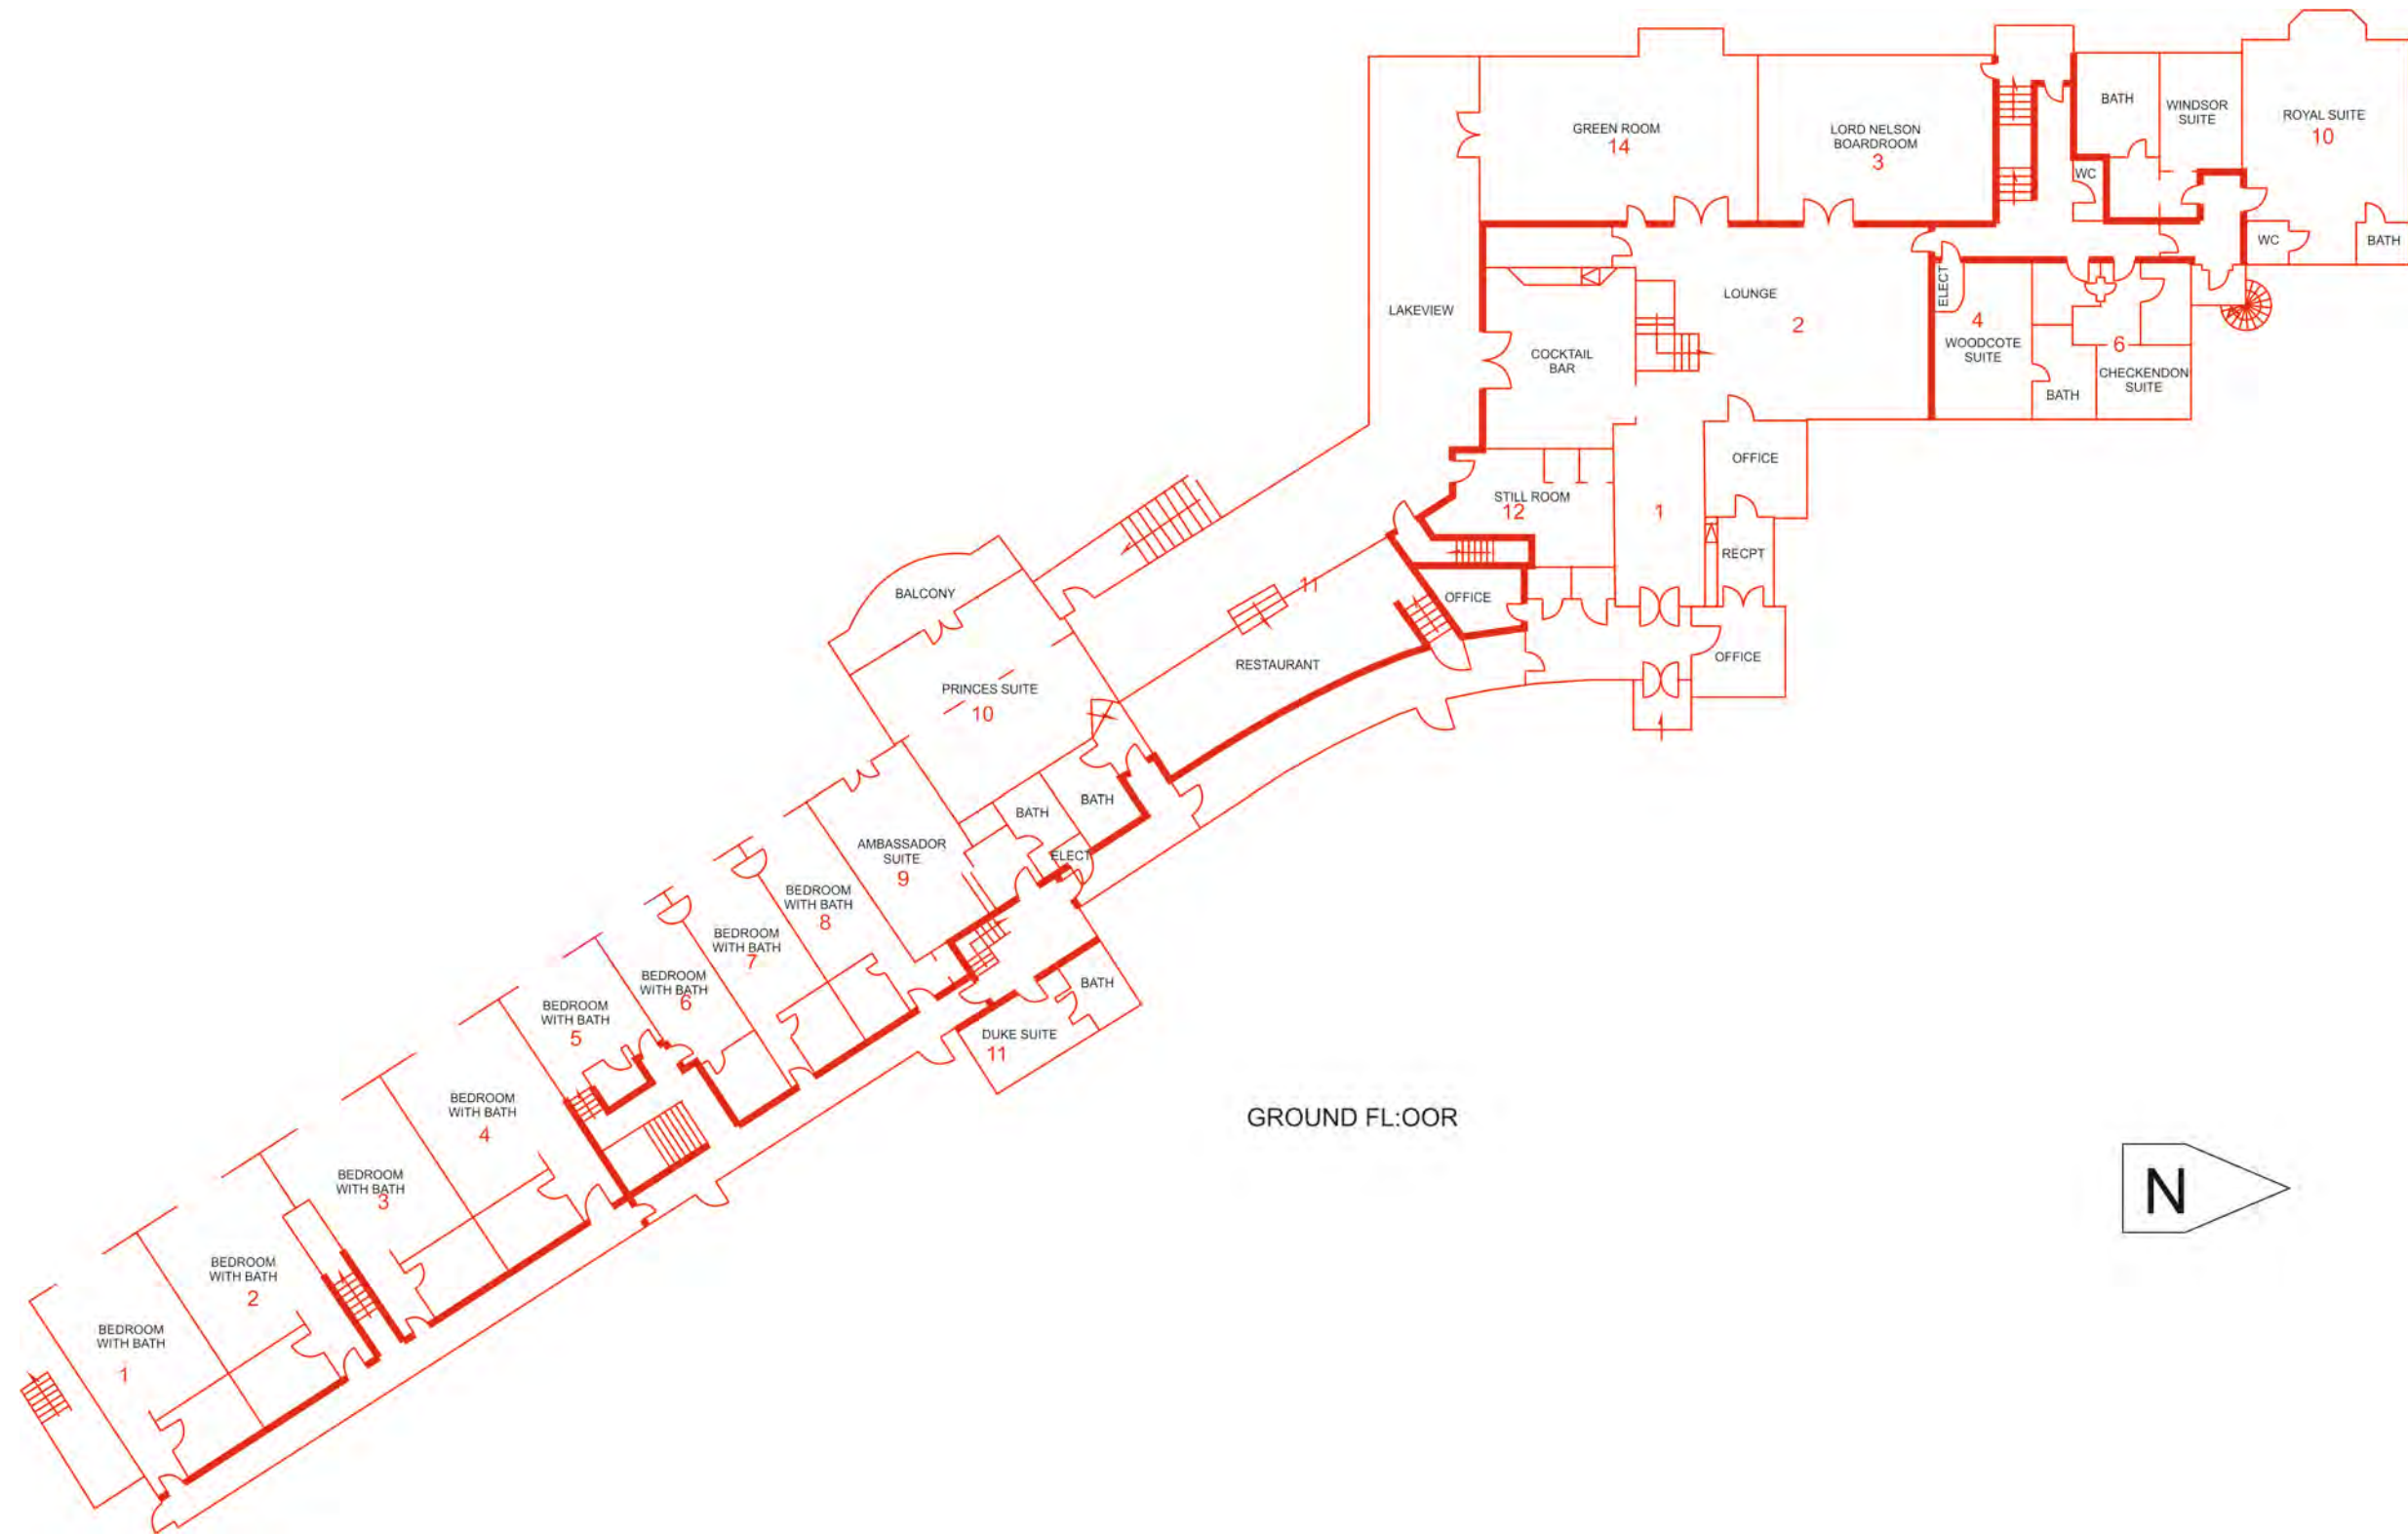 GREEN ROOM
14
LORD NELSON
BOARDROOM
3
BATH
WINDSOR
SUITE
ROYAL SUITE
10
WC
WC
BATH
LAKEVIEW
LOUNGE
2
ELECT
4
WOODCOTE
SUITE
6
CHECKENDON
SUITE
BATH
COCKTAIL
BAR
OFFICE
STILL ROOM
12
1
RECPT
11
OFFICE
OFFICE
RESTAURANT
BALCONY
PRINCES SUITE
10
BATH
BATH
ELECT
AMBASSADOR
SUITE
9
BEDROOM
WITH BATH
8
BEDROOM
WITH BATH
7
BEDROOM
WITH BATH
6
BEDROOM
WITH BATH
5
BATH
DUKE SUITE
11
BEDROOM
WITH BATH
4
BEDROOM
WITH BATH
3
BEDROOM
WITH BATH
2
BEDROOM
WITH BATH
1
GROUND FL:OOR
N